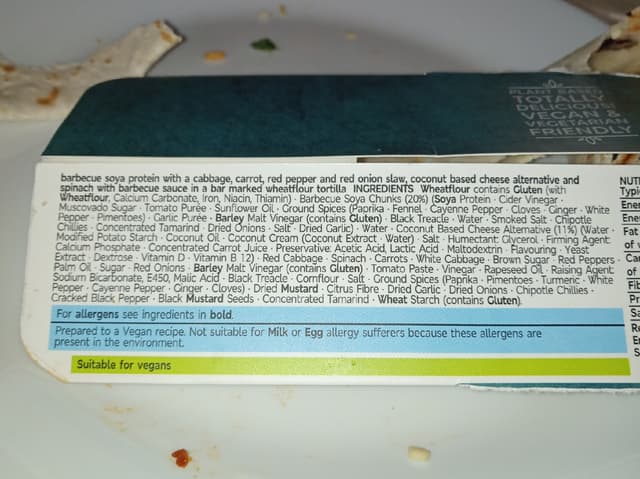 PLANT BASED
TOTALLY
DELICIOUS
VEGAN &
VEGETARIAN
FRIENDLY
barbecue soya protein with a cabbage, carrot, red pepper and red onion slaw, coconut based cheese alternative and
spinach with barbecue sauce in a bar marked wheatflour tortilla INGREDIENTS Wheatflour contains Gluten (with
Wheatflour, Calcium Carbonate, Iron, Niacin, Thiamin) · Barbecue Soya Chunks (20%) (Soya Protein · Cider Vinegar ·
Muscovado Sugar · Tomato Purée · Sunflower Oil · Ground Spices (Paprika · Fennel · Cayenne Pepper · Cloves · Ginger · White
Pepper · Pimentoes) · Garlic Purée · Barley Malt Vinegar (contains Gluten) · Black Treacle · Water · Smoked Salt · Chipotle
Chillies · Concentrated Tamarind · Dried Onions · Salt · Dried Garlic) · Water · Coconut Based Cheese Alternative (11%) (Water ·
Modified Potato Starch · Coconut Oil · Coconut Cream (Coconut Extract · Water) · Salt · Humectant: Glycerol · Firming Agent:
Calcium Phosphate · Concentrated Carrot Juice · Preservative: Acetic Acid, Lactic Acid · Maltodextrin · Flavouring · Yeast
Extract · Dextrose · Vitamin D · Vitamin B 12) · Red Cabbage · Spinach · Carrots · White Cabbage · Brown Sugar · Red Peppers ·
Palm Oil · Sugar · Red Onions · Barley Malt Vinegar (contains Gluten) · Tomato Paste · Vinegar · Rapeseed Oil · Raising Agent:
Sodium Bicarbonate, E450, Malic Acid · Black Treacle · Cornflour · Salt · Ground Spices (Paprika · Pimentoes · Turmeric · White
Pepper · Cayenne Pepper · Ginger · Cloves) · Dried Mustard · Citrus Fibre · Dried Garlic · Dried Onions · Chipotle Chillies ·
Cracked Black Pepper · Black Mustard Seeds · Concentrated Tamarind · Wheat Starch (contains Gluten).
For allergens see ingredients in bold.
Prepared to a Vegan recipe. Not suitable for Milk or Egg allergy sufferers because these allergens are
present in the environment.
Suitable for vegans
NUT
Typi
Ene
Ene
Fat
of
Car
of
Fib
Pr
Sa
Re
E
S